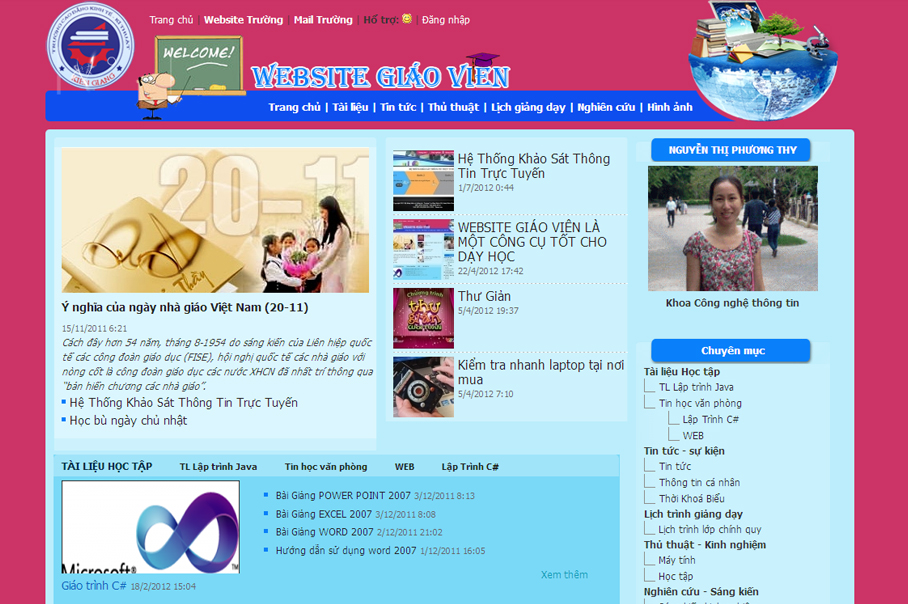 Trang chủ | Website Trường | Mail Trường | Hổ trợ: | Đăng nhập
WELCOME!
WEBSITE GIÁO VIÊN
Trang chủ | Tài liệu | Tin tức | Thủ thuật | Lịch giảng dạy | Nghiên cứu | Hình ảnh
20-11
Ý nghĩa của ngày nhà giáo Việt Nam (20-11)
15/11/2011 6:21
Cách đây hơn 54 năm, tháng 8-1954 do sáng kiến của Liên hiệp quốc
tế các công đoàn giáo dục (FISE), hội nghị quốc tế các nhà giáo với
nòng cốt là công đoàn giáo dục các nước XHCN đã nhất trí thông qua
"bản hiến chương các nhà giáo".
Hệ Thống Khảo Sát Thông Tin Trực Tuyến
Học bù ngày chủ nhật
Hệ Thống Khảo Sát Thông
Tin Trực Tuyến
1/7/2012 0:44
WEBSITE GIÁO VIÊN LÀ
MỘT CÔNG CỤ TỐT CHO
DẠY HỌC
22/4/2012 17:42
Thư Giản
5/4/2012 19:37
Kiểm tra nhanh laptop tại nơi
mua
5/4/2012 7:10
NGUYỄN THỊ PHƯƠNG THY
Khoa Công nghệ thông tin
Chuyên mục
Tài liệu Học tập
TL Lập trình Java
Tin học văn phòng
Lập Trình C#
WEB
Tin tức - sự kiện
Tin tức
Thông tin cá nhân
Thời Khoá Biểu
Lịch trình giảng dạy
Lịch trình lớp chính quy
Thủ thuật - Kinh nghiệm
Máy tính
Học tập
Nghiên cứu - Sáng kiến
TÀI LIỆU HỌC TẬP TL Lập trình Java Tin học văn phòng WEB Lập Trình C#
Microsoft
Giáo trình C# 18/2/2012 15:04
Bài Giảng POWER POINT 2007 3/12/2011 8:13
Bài Giảng EXCEL 2007 3/12/2011 8:08
Bài Giảng WORD 2007 2/12/2011 21:02
Hướng dẫn sử dụng word 2007 1/12/2011 16:05
Xem thêm